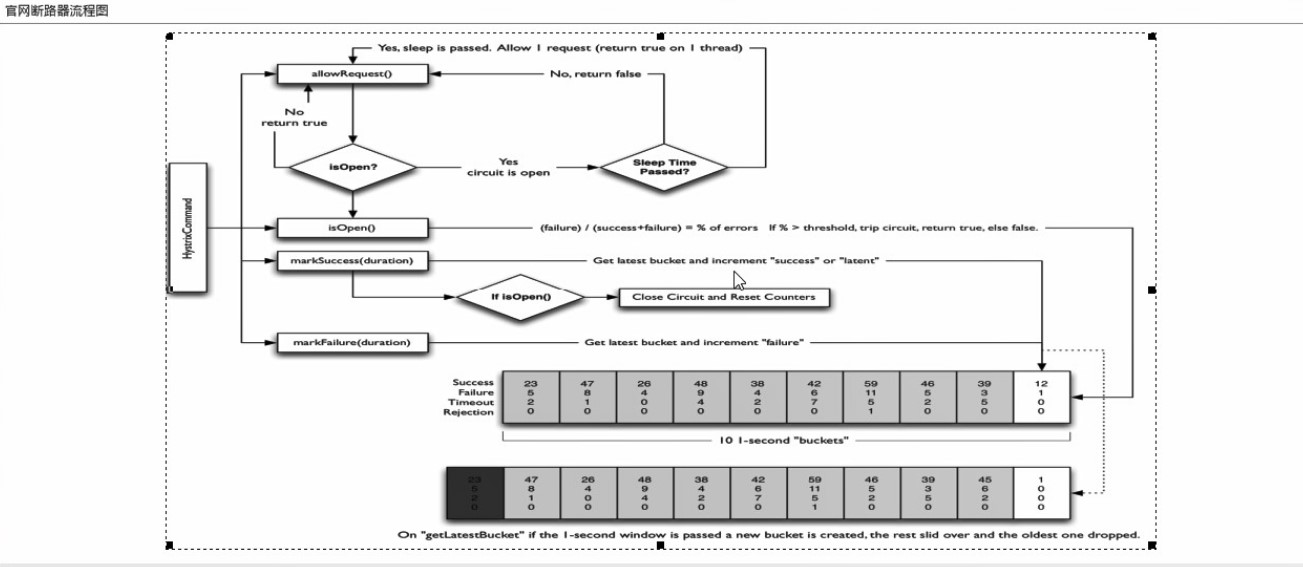 官网断路器流程图
Yes, sleep is passed. Allow 1 request (return true on 1 thread)
allowRequest()
No, return false
No
return true
isOpen?
Yes
circuit is open
Sleep Time
Passed?
HystrixCommand
isOpen()
(failure) / (success+failure) = % of errors If % > threshold, trip circuit, return true, else false.
markSuccess(duration)
Get latest bucket and increment "success" or "latent"
If isOpen()
Close Circuit and Reset Counters
markFailure(duration)
Get latest bucket and increment "failure"
Success 23 47 26 48 38 42 59 46 39 12
Failure 5 8 4 9 4 6 11 5 3 1
Timeout 2 1 0 4 2 7 5 2 5 0
Rejection 0 0 0 0 0 0 1 0 0 0
10 1-second "buckets"
23 47 26 48 38 42 59 46 39 45 1
5 8 4 9 4 6 11 5 3 6 0
2 1 0 4 2 7 5 2 5 2 0
0 0 0 0 0 0 1 0 0 0 0
On "getLatestBucket" if the 1-second window is passed a new bucket is created, the rest slid over and the oldest one dropped.